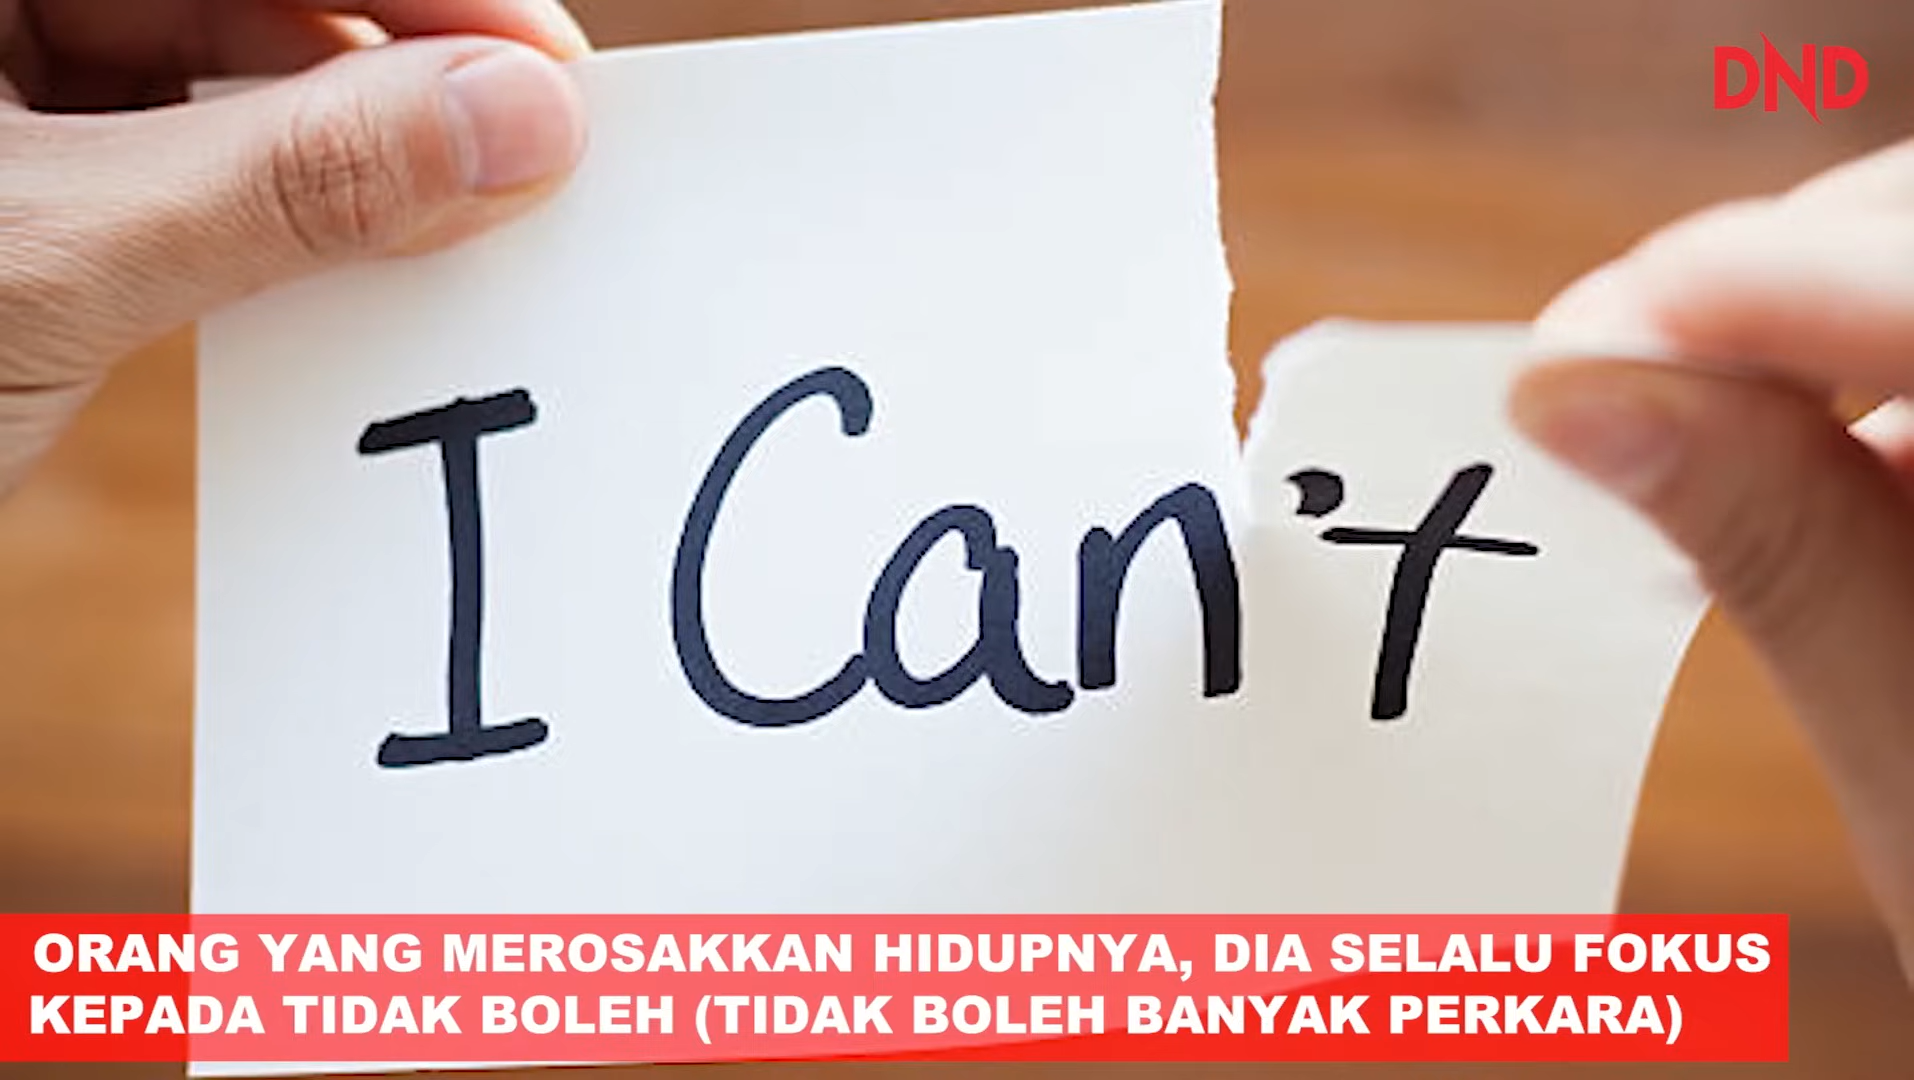 DND
I Can't
ORANG YANG MEROSAKKAN HIDUPNYA, DIA SELALU FOKUS
KEPADA TIDAK BOLEH (TIDAK BOLEH BANYAK PERKARA)